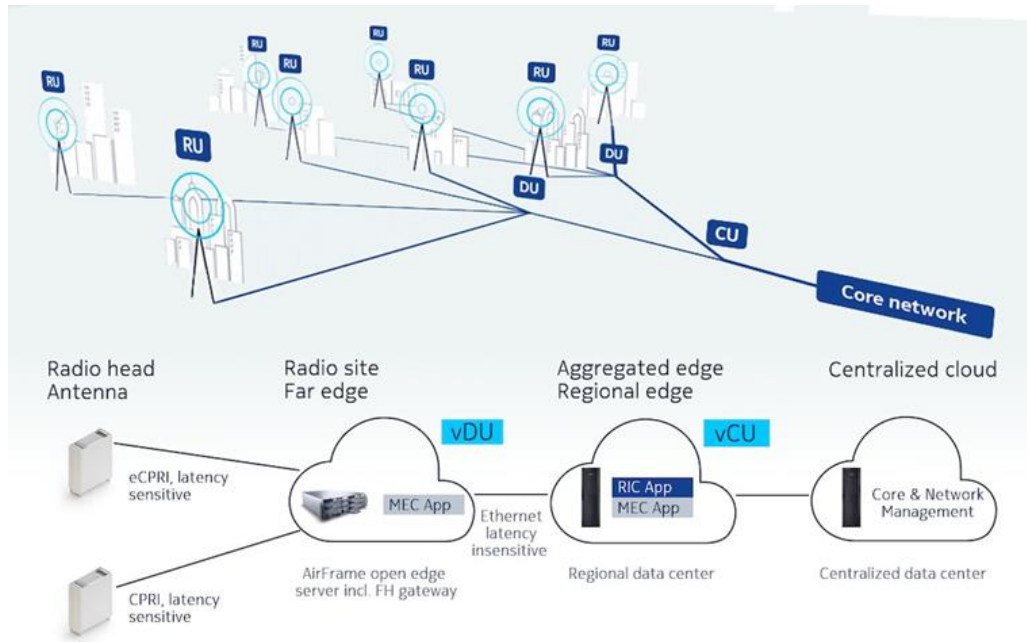 RU
RU
RU
RU
RU
RU
RU
RU
DU
DU
CU
Core network
Radio head
Antenna
Radio site
Far edge
Aggregated edge
Regional edge
Centralized cloud
vDU
vCU
eCPRI, latency
sensitive
MEC App
Ethernet
latency
insensitive
RIC App
MEC App
Core & Network
Management
AirFrame open edge
server incl. FH gateway
Regional data center
Centralized data center
CPRI, latency
sensitive